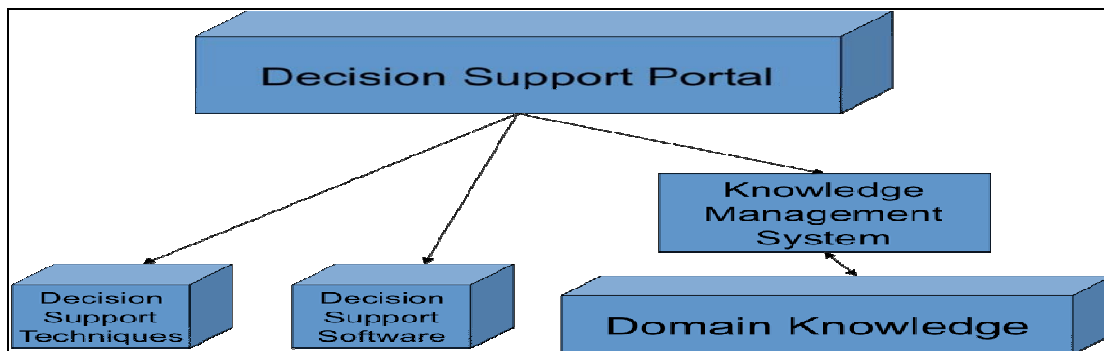 Decision Support Portal
Knowledge
Management
System
Decision
Support
Techniques
Decision
Support
Software
Domain Knowledge